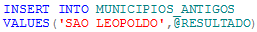 INSERT INTO MUNICIPIOS_ANTIGOS
VALUES('SAO LEOPOLDO',@RESULTADO)